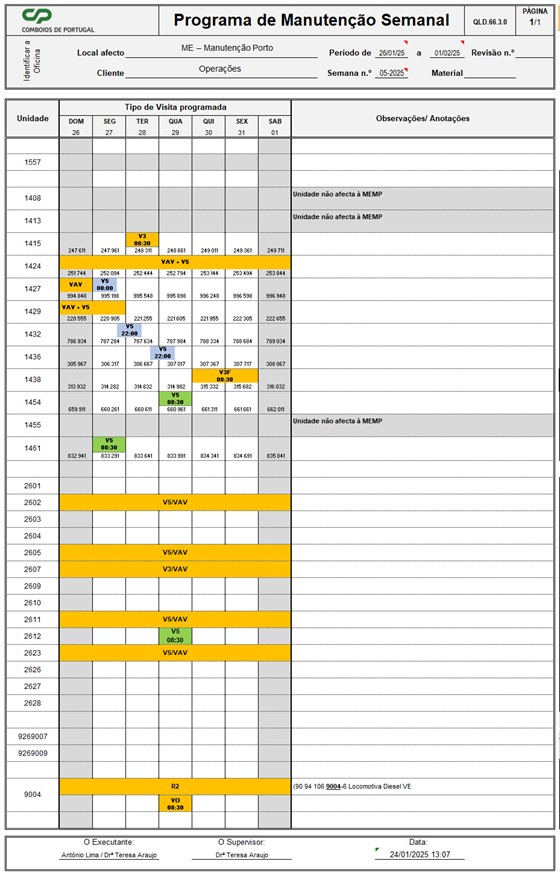 CP
COMBOIOS DE PORTUGAL
Programa de Manutenção Semanal
QLD.66.3.0
PÁGINA
1/1
Identificar a Oficina
Local afecto ME – Manutenção Porto Periodo de 26/01/25 a 01/02/25 Revisão n.º
Cliente Operações Semana n.º 05-2025 Material
Unidade Tipo de Visita programada Observações/ Anotações
DOM SEG TER QUA QUI SEX SAB
26 27 28 29 30 31 01
1557
1408 Unidade não afecta à MEMP
1413 Unidade não afecta à MEMP
1415 V3
08:30
247 611 247 961 248 311 248 661 249 011 249 361 249 711
1424 VAV + V5
251 744 252 094 252 444 252 794 253 144 253 494 253 844
1427 VAV V5
00:00
994 848 995 198 995 548 995 898 996 248 996 598 996 948
1429 VAV + V5
220 555 220 905 221 255 221 605 221 955 222 305 222 655
1432 V5
22:00
786 934 787 284 787 634 787 984 788 334 788 684 789 034
1436 V5
22:00
305 967 306 317 306 667 307 017 307 367 307 717 308 067
1438 V3F
08:30
313 932 314 282 314 632 314 982 315 332 315 682 316 032
1454 V5
08:30
659 911 660 261 660 611 660 961 661 311 661 661 662 011
1455 Unidade não afecta à MEMP
1461 V5
08:30
832 941 833 291 833 641 833 991 834 341 834 691 835 041
2601
2602 V5/VAV
2603
2604
2605 V5/VAV
2607 V3/VAV
2609
2610
2611 V5/VAV
2612 V5
08:30
2623 V5/VAV
2626
2627
2628
9269007
9269009
9004 R2 (90 94 106 9004-6 Locomotiva Diesel VE
VO
08:30
O Executante: O Supervisor: Data:
António Lima / Drª Teresa Araujo Drª Teresa Araujo 24/01/2025 13:07